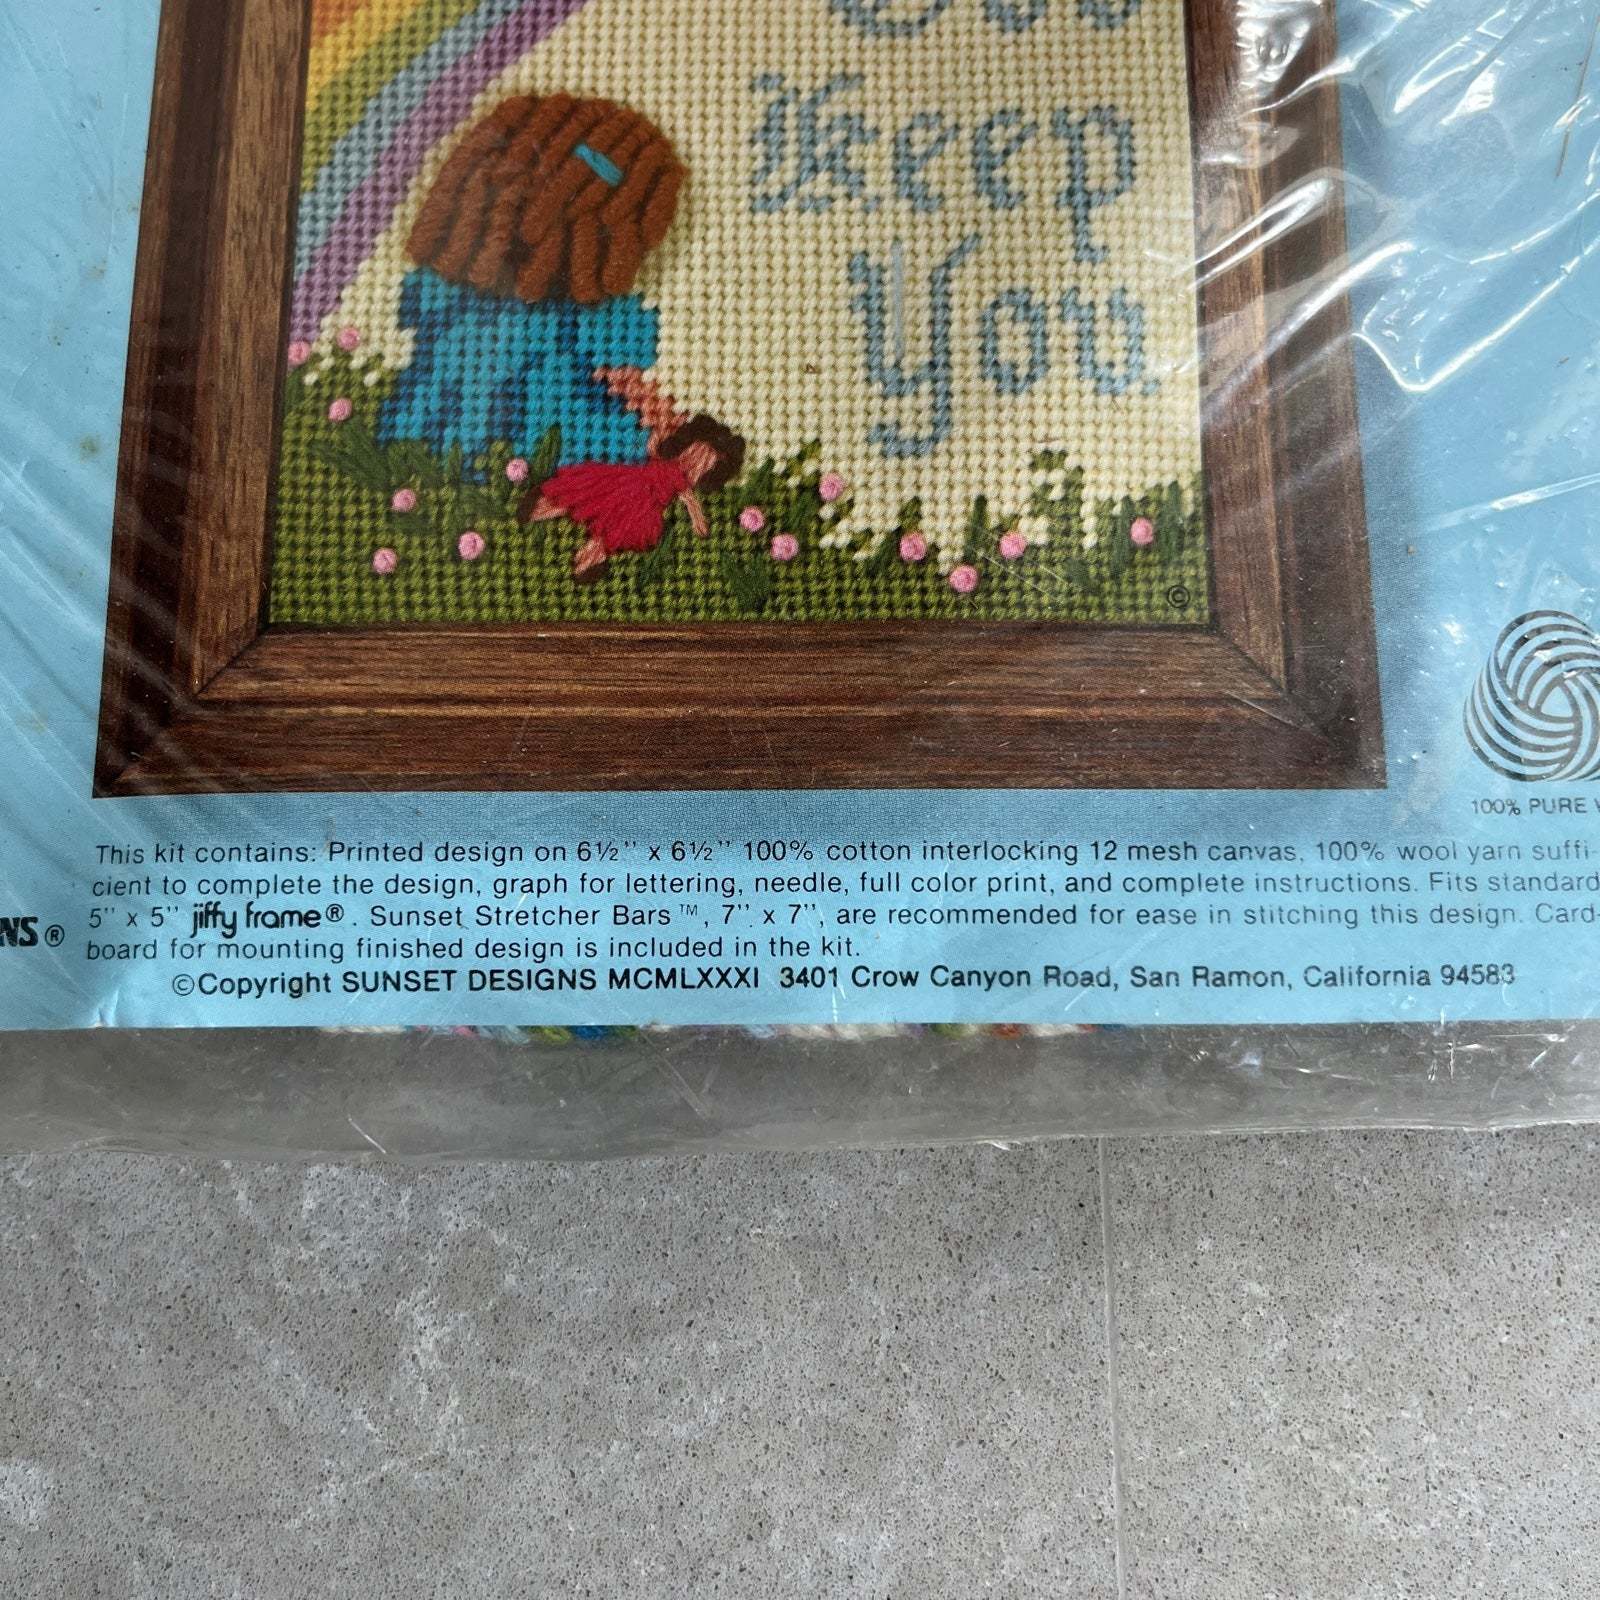 Keep
You
©
100% PURE
This kit contains: Printed design on 6½" x 6½" 100% cotton interlocking 12 mesh canvas, 100% wool yarn suffi-
cient to complete the design, graph for lettering, needle, full color print, and complete instructions. Fits standard
5" x 5" jiffy frame®. Sunset Stretcher Bars™, 7" x 7", are recommended for ease in stitching this design. Card-
NS®
board for mounting finished design is included in the kit.
©Copyright SUNSET DESIGNS MCMLXXXI 3401 Crow Canyon Road, San Ramon, California 94583